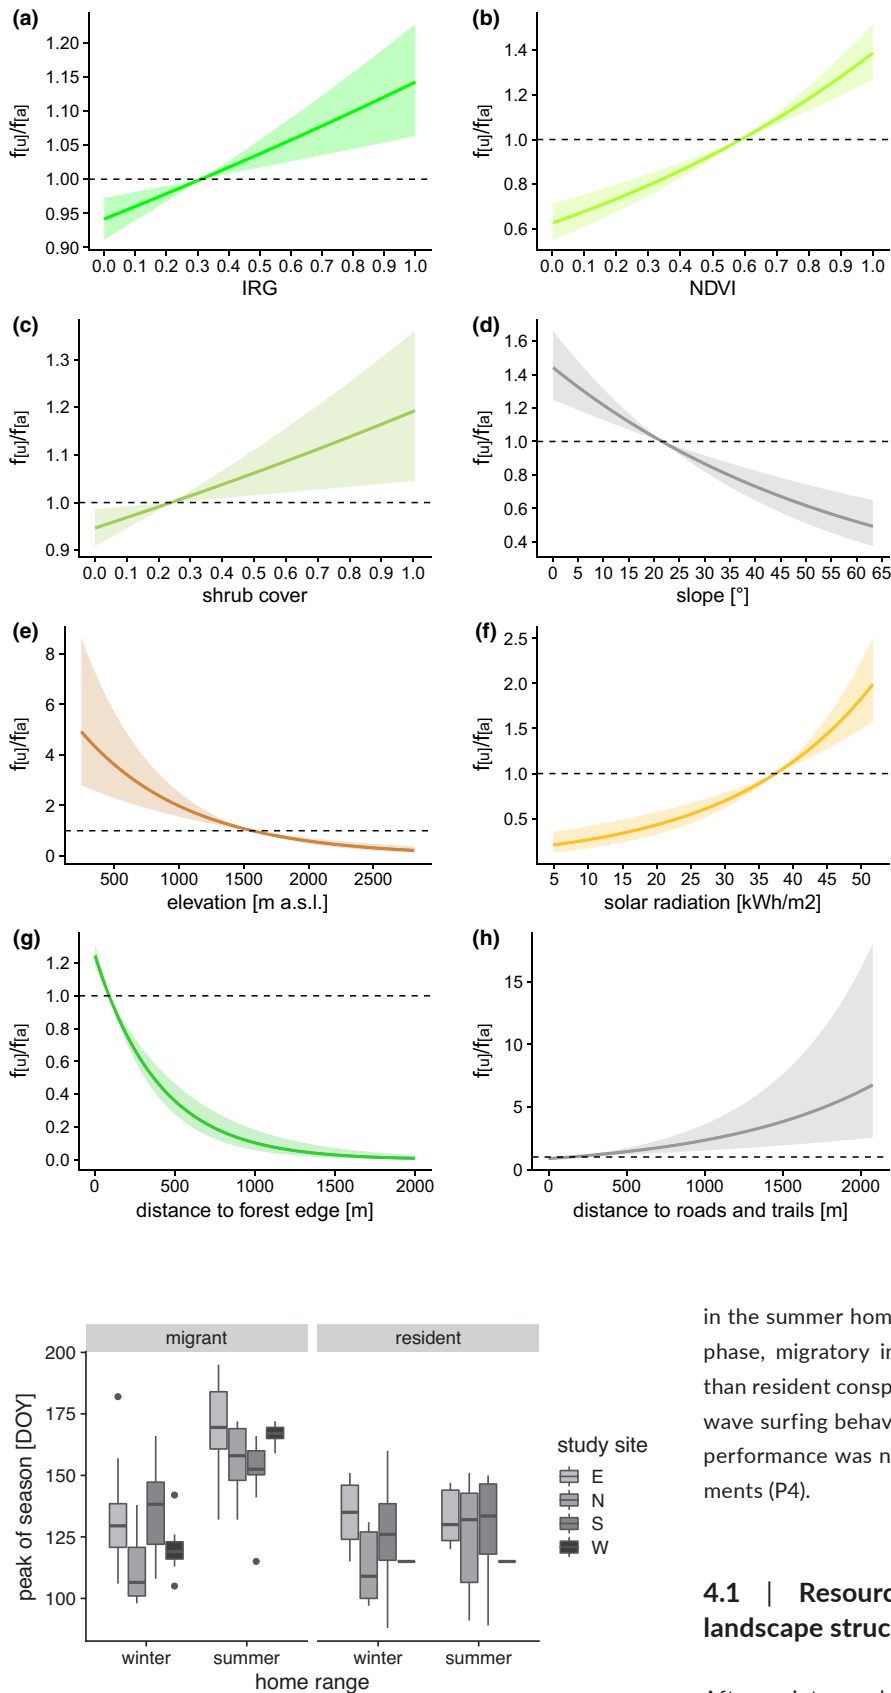 (a)
f[u]/f[a]
1.20
1.15
1.10
1.05
1.00
0.95
0.90
0.0 0.1 0.2 0.3 0.4 0.5 0.6 0.7 0.8 0.9 1.0
IRG
(b)
f[u]/f[a]
1.4
1.2
1.0
0.8
0.6
0.0 0.1 0.2 0.3 0.4 0.5 0.6 0.7 0.8 0.9 1.0
NDVI
(c)
f[u]/f[a]
1.3
1.2
1.1
1.0
0.9
0.0 0.1 0.2 0.3 0.4 0.5 0.6 0.7 0.8 0.9 1.0
shrub cover
(d)
f[u]/f[a]
1.6
1.4
1.2
1.0
0.8
0.6
0.4
0 5 10 15 20 25 30 35 40 45 50 55 60 65
slope [°]
(e)
f[u]/f[a]
8
6
4
2
0
500 1000 1500 2000 2500
elevation [m a.s.l.]
(f)
f[u]/f[a]
2.5
2.0
1.5
1.0
0.5
5 10 15 20 25 30 35 40 45 50
solar radiation [kWh/m2]
(g)
f[u]/f[a]
1.2
1.0
0.8
0.6
0.4
0.2
0.0
0 500 1000 1500 2000
distance to forest edge [m]
(h)
f[u]/f[a]
15
10
5
0
0 500 1000 1500 2000
distance to roads and trails [m]
migrant resident
peak of season [DOY]
200
175
150
125
100
winter summer winter summer
home range
study site
E
N
S
W
in the summer hom
phase, migratory in
than resident consp
wave surfing behav
performance was n
ments (P4).
4.1 | Resourc
landscape struc